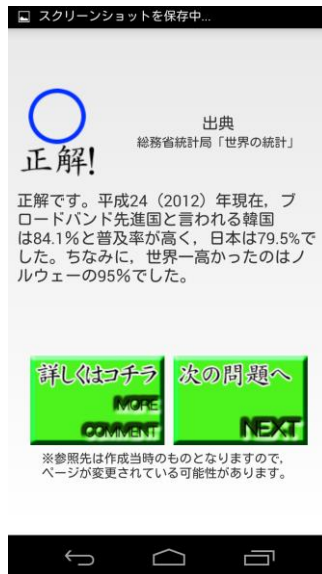 スクリーンショットを保存中...
出典
総務省統計局「世界の統計」
正解!
正解です。平成24（2012）年現在，ブ
ロードバンド先進国と言われる韓国
は84.1%と普及率が高く，日本は79.5%で
した。ちなみに，世界一高かったのはノ
ルウェーの95%でした。
詳しくはコチラ
MORE
COMMENT
次の問題へ
NEXT
※参照先は作成当時のものとなりますので，
ページが変更されている可能性があります。